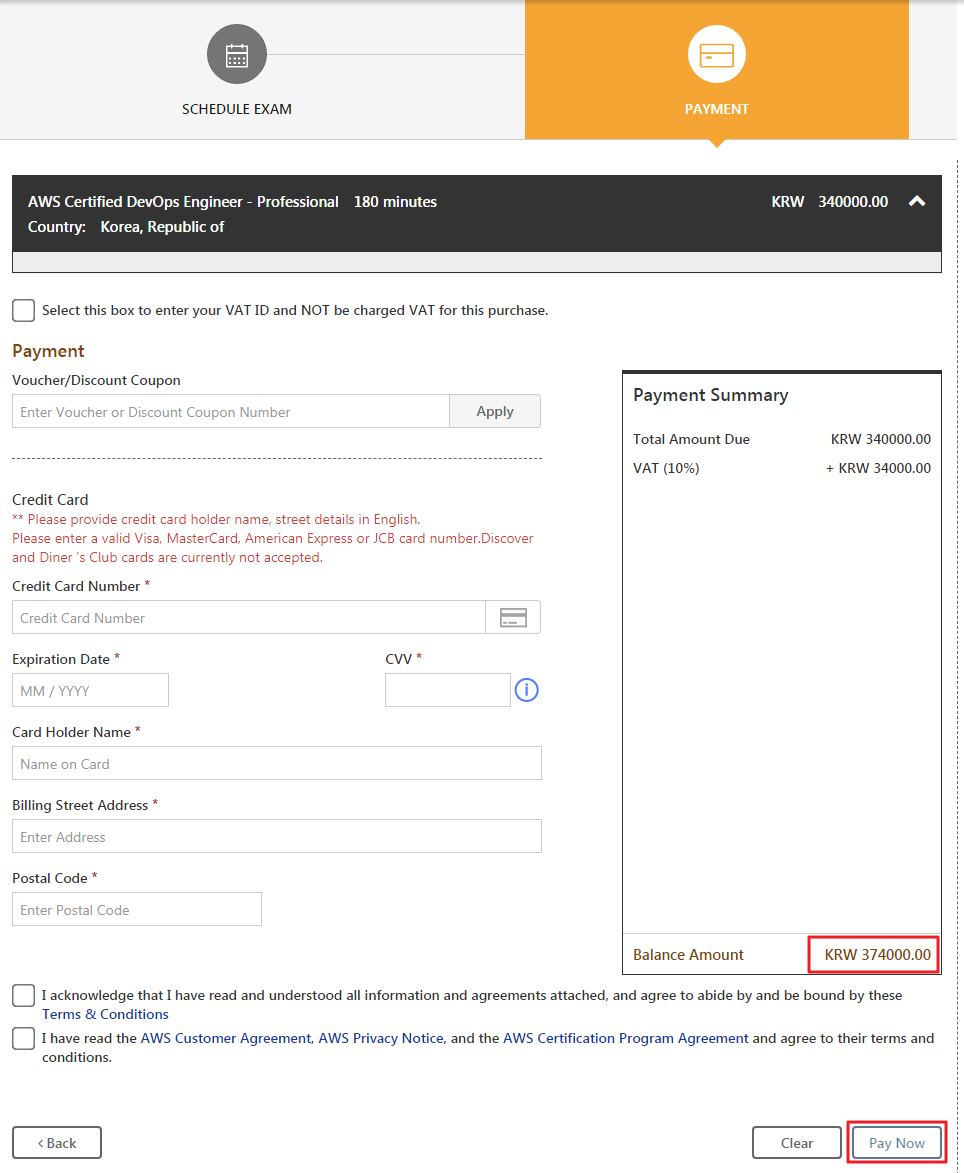 SCHEDULE EXAM
PAYMENT
AWS Certified DevOps Engineer - Professional 180 minutes KRW 340000.00
Country: Korea, Republic of
Select this box to enter your VAT ID and NOT be charged VAT for this purchase.
Payment
Voucher/Discount Coupon
Enter Voucher or Discount Coupon Number Apply
Payment Summary
Total Amount Due KRW 340000.00
VAT (10%) + KRW 34000.00
Credit Card
** Please provide credit card holder name, street details in English.
Please enter a valid Visa, MasterCard, American Express or JCB card number.Discover
and Diner 's Club cards are currently not accepted.
Credit Card Number *
Credit Card Number
Expiration Date * CVV *
MM / YYYY
Card Holder Name *
Name on Card
Billing Street Address *
Enter Address
Postal Code *
Enter Postal Code
Balance Amount KRW 374000.00
I acknowledge that I have read and understood all information and agreements attached, and agree to abide by and be bound by these
Terms & Conditions
I have read the AWS Customer Agreement, AWS Privacy Notice, and the AWS Certification Program Agreement and agree to their terms and
conditions.
< Back Clear Pay Now